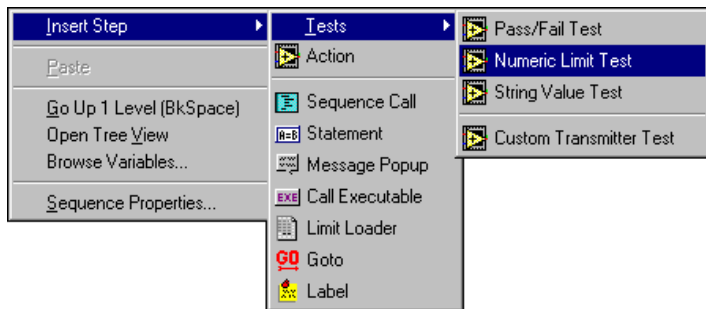 Insert Step
Paste
Go Up 1 Level (BkSpace)
Open Tree View
Browse Variables...
Sequence Properties...
Tests
Action
Sequence Call
A=B Statement
Message Popup
EXE Call Executable
Limit Loader
GO Goto
Label
Pass/Fail Test
Numeric Limit Test
String Value Test
Custom Transmitter Test